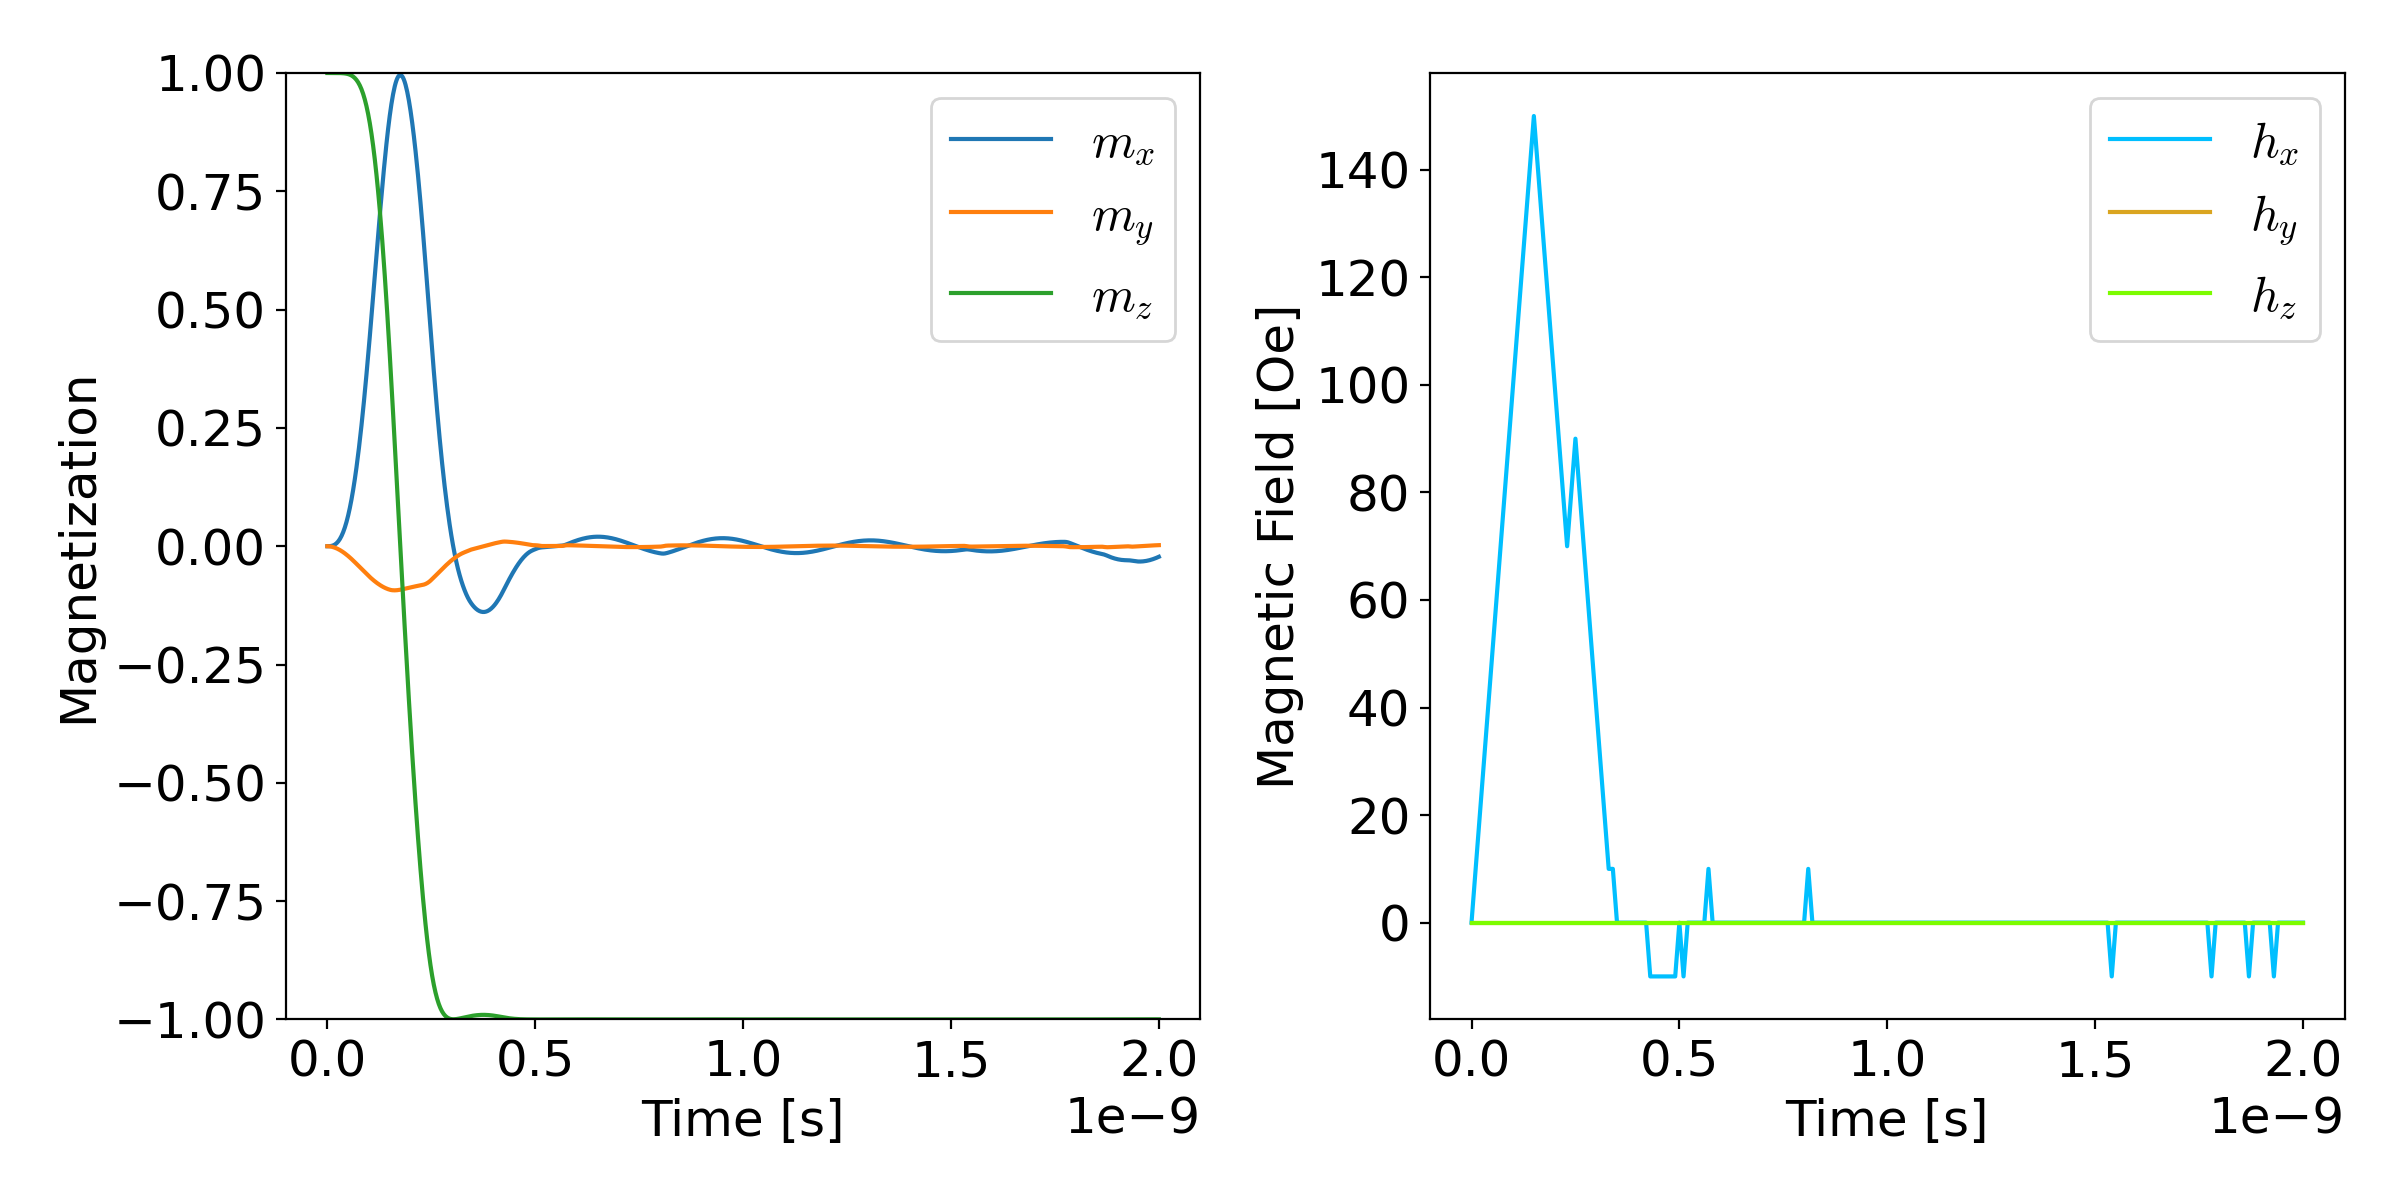 Magnetization
1.00
0.75
0.50
0.25
0.00
−0.25
−0.50
−0.75
−1.00
0.0 0.5 1.0 1.5 2.0
Time [s]
1e−9
m_x
m_y
m_z
Magnetic Field [Oe]
140
120
100
80
60
40
20
0
0.0 0.5 1.0 1.5 2.0
Time [s]
1e−9
h_x
h_y
h_z